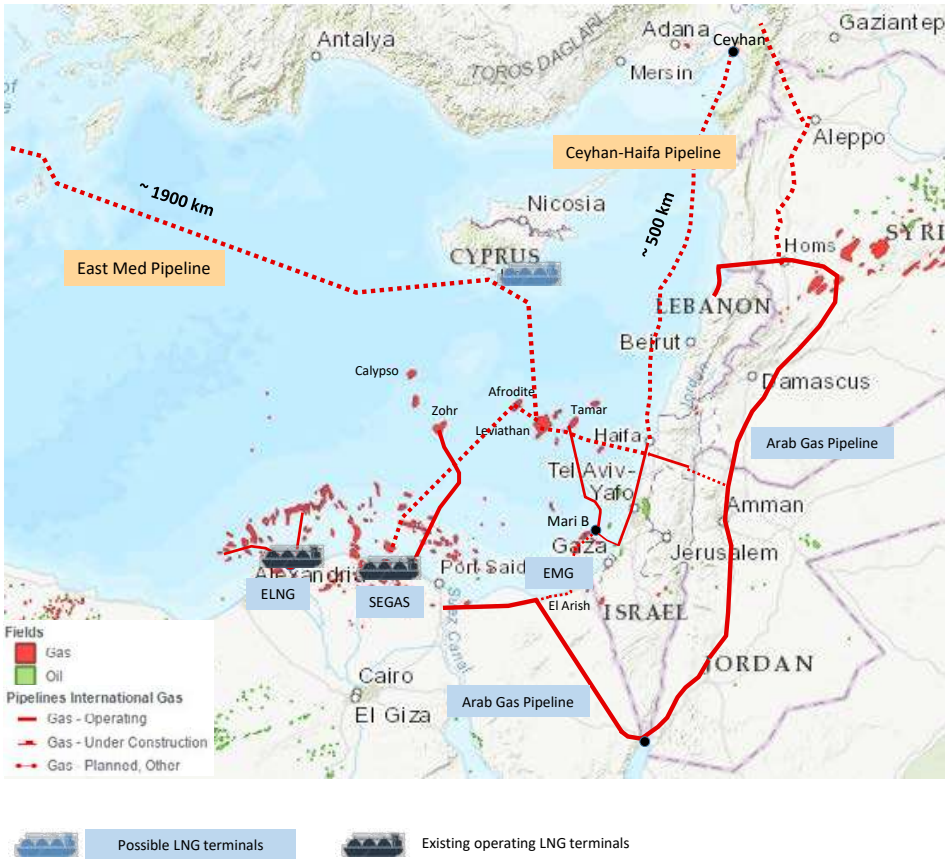 Gaziantep
Adana
Ceyhan
Antalya
TOROS DAGLARI
Mersin
of
Aleppo
Ceyhan-Haifa Pipeline
~ 1900 km
Nicosia
~ 500 km
SYRI
CYPRUS
Homs
East Med Pipeline
LEBANON
Beirut
Calypso
Damascus
Afrodite
Zohr
Tamar
Leviathan
Haifa
Arab Gas Pipeline
Tel Aviv-
Yafo
Amman
Mari B
Gaza
Jerusalem
Port Said
Alexandria
EMG
ELNG
SEGAS
El Arish
ISRAEL
Suez Canal
JORDAN
Cairo
El Giza
Arab Gas Pipeline
Fields
Gas
Oil
Pipelines International Gas
Gas - Operating
Gas - Under Construction
Gas - Planned, Other
Possible LNG terminals
Existing operating LNG terminals